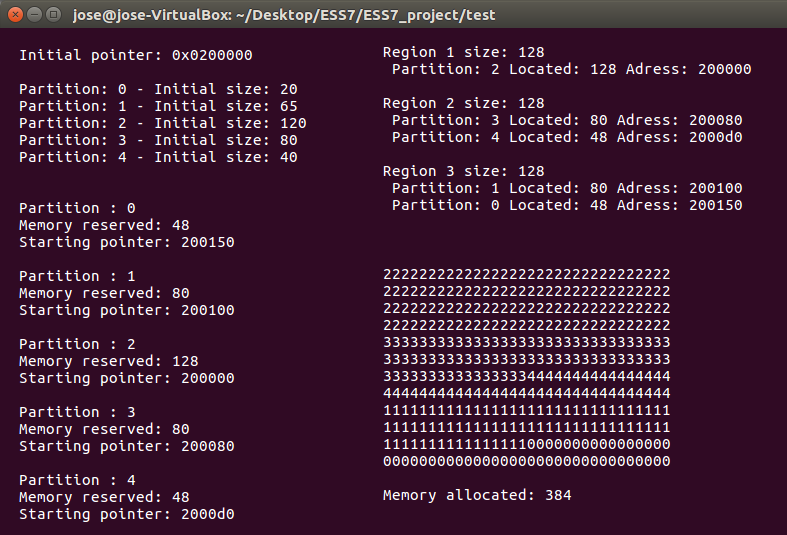 jose@jose-VirtualBox: ~/Desktop/ESS7/ESS7_project/test
Initial pointer: 0x0200000
Partition: 0 - Initial size: 20
Partition: 1 - Initial size: 65
Partition: 2 - Initial size: 120
Partition: 3 - Initial size: 80
Partition: 4 - Initial size: 40
Partition : 0
Memory reserved: 48
Starting pointer: 200150
Partition : 1
Memory reserved: 80
Starting pointer: 200100
Partition : 2
Memory reserved: 128
Starting pointer: 200000
Partition : 3
Memory reserved: 80
Starting pointer: 200080
Partition : 4
Memory reserved: 48
Starting pointer: 2000d0
Region 1 size: 128
Partition: 2 Located: 128 Adress: 200000
Region 2 size: 128
Partition: 3 Located: 80 Adress: 200080
Partition: 4 Located: 48 Adress: 2000d0
Region 3 size: 128
Partition: 1 Located: 80 Adress: 200100
Partition: 0 Located: 48 Adress: 200150
22222222222222222222222222222222
22222222222222222222222222222222
22222222222222222222222222222222
22222222222222222222222222222222
33333333333333333333333333333333
33333333333333333333333333333333
33333333333333334444444444444444
44444444444444444444444444444444
11111111111111111111111111111111
11111111111111111111111111111111
11111111111111110000000000000000
00000000000000000000000000000000
Memory allocated: 384